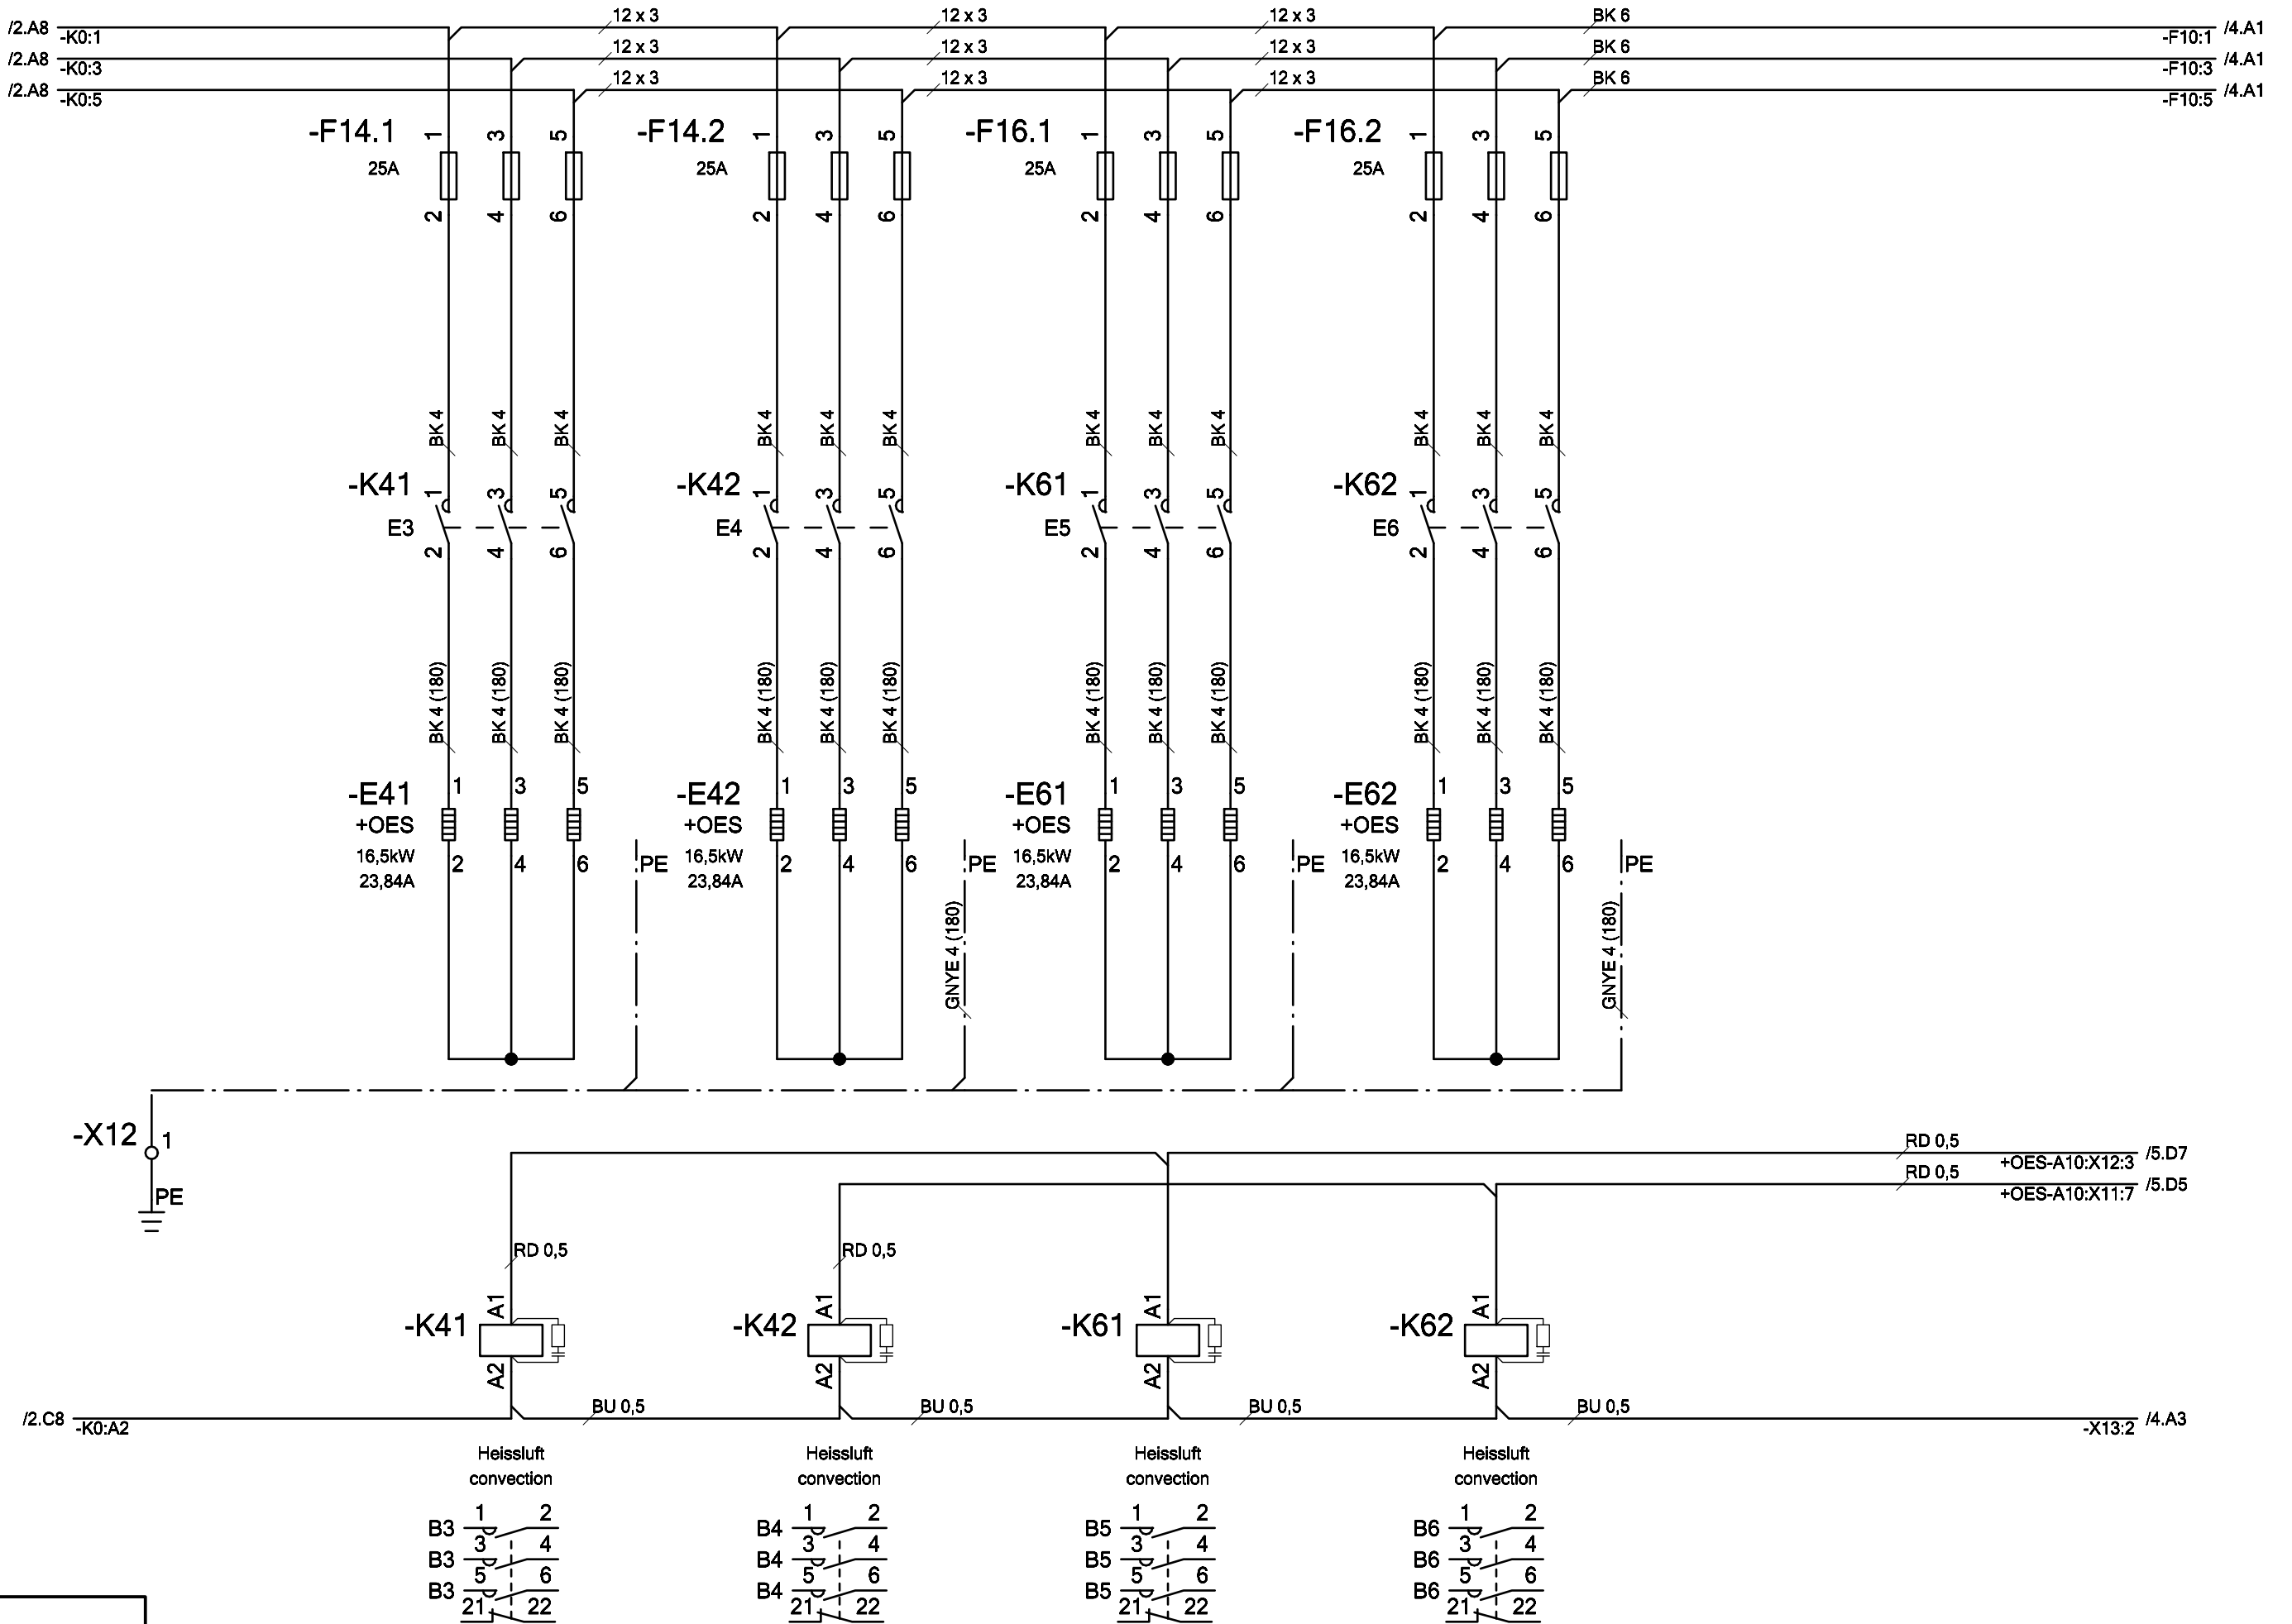 /2.A8 -K0:1 12 x 3 12 x 3 12 x 3 BK 6 -F10:1 /4.A1
/2.A8 -K0:3 12 x 3 12 x 3 12 x 3 BK 6 -F10:3 /4.A1
/2.A8 -K0:5 12 x 3 12 x 3 12 x 3 BK 6 -F10:5 /4.A1
-F14.1 1 3 5 -F14.2 1 3 5 -F16.1 1 3 5 -F16.2 1 3 5
25A 25A 25A 25A
2 4 6 2 4 6 2 4 6 2 4 6
BK 4 BK 4 BK 4 BK 4 BK 4 BK 4 BK 4 BK 4 BK 4 BK 4 BK 4 BK 4
-K41 1 3 5 -K42 1 3 5 -K61 1 3 5 -K62 1 3 5
E3 E4 E5 E6
2 4 6 2 4 6 2 4 6 2 4 6
BK 4 (180) BK 4 (180) BK 4 (180) BK 4 (180) BK 4 (180) BK 4 (180) BK 4 (180) BK 4 (180) BK 4 (180) BK 4 (180) BK 4 (180) BK 4 (180)
-E41 1 3 5 -E42 1 3 5 -E61 1 3 5 -E62 1 3 5
+OES +OES +OES +OES
16,5kW 2 4 6 PE 16,5kW 2 4 6 PE 16,5kW 2 4 6 PE 16,5kW 2 4 6 PE
23,84A 23,84A 23,84A 23,84A
GNYE 4 (180) GNYE 4 (180)
-X12 1
PE
RD 0,5 +OES-A10:X12:3 /5.D7
RD 0,5 +OES-A10:X11:7 /5.D5
RD 0,5 RD 0,5
A1 A1 A1 A1
-K41 -K42 -K61 -K62
A2 A2 A2 A2
/2.C8 -K0:A2 BU 0,5 BU 0,5 BU 0,5 BU 0,5 -X13:2 /4.A3
Heissluft Heissluft Heissluft Heissluft
convection convection convection convection
1 2 1 2 1 2 1 2
B3 B4 B5 B6
3 4 3 4 3 4 3 4
B3 B4 B5 B6
5 6 5 6 5 6 5 6
B3 B4 B5 B6
21 22 21 22 21 22 21 22